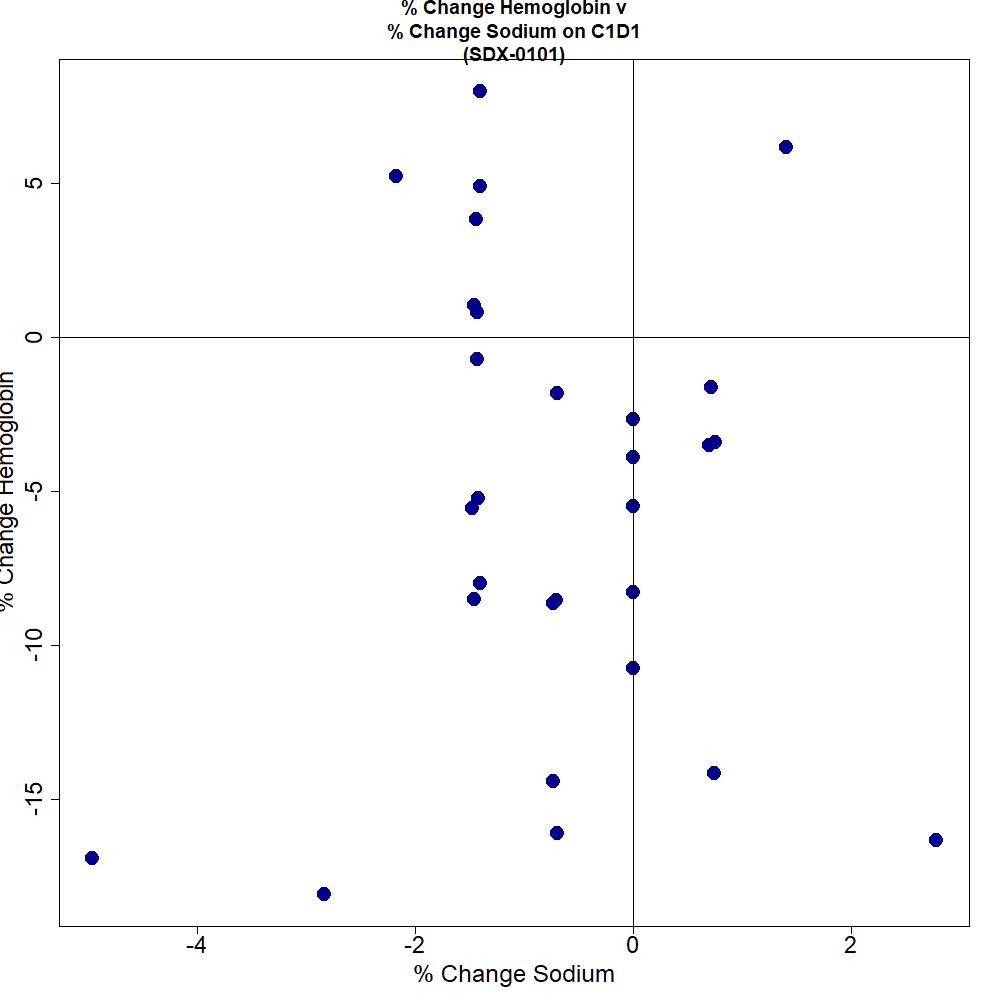 % Change Hemoglobin v
% Change Sodium on C1D1
(SDX-0101)
5
0
-5
-10
-15
% Change Hemoglobin
-4
-2
0
2
% Change Sodium